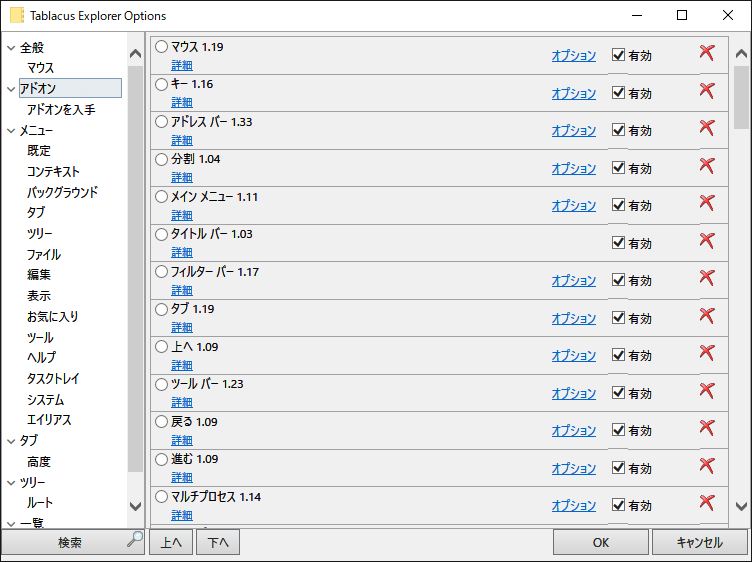 Tablacus Explorer Options
全般
マウス
アドオン
アドオンを入手
メニュー
既定
コンテキスト
バックグラウンド
タブ
ツリー
ファイル
編集
表示
お気に入り
ツール
ヘルプ
タスクトレイ
システム
エイリアス
タブ
高度
ツリー
ルート
一覧
検索
マウス 1.19
詳細
オプション 有効
キー 1.16
詳細
オプション 有効
アドレス バー 1.33
詳細
オプション 有効
分割 1.04
詳細
オプション 有効
メイン メニュー 1.11
詳細
オプション 有効
タイトル バー 1.03
詳細
有効
フィルター バー 1.17
詳細
オプション 有効
タブ 1.19
詳細
オプション 有効
上へ 1.09
詳細
オプション 有効
ツール バー 1.23
詳細
オプション 有効
戻る 1.09
詳細
オプション 有効
進む 1.09
詳細
オプション 有効
マルチプロセス 1.14
詳細
オプション 有効
上へ 下へ OK キャンセル